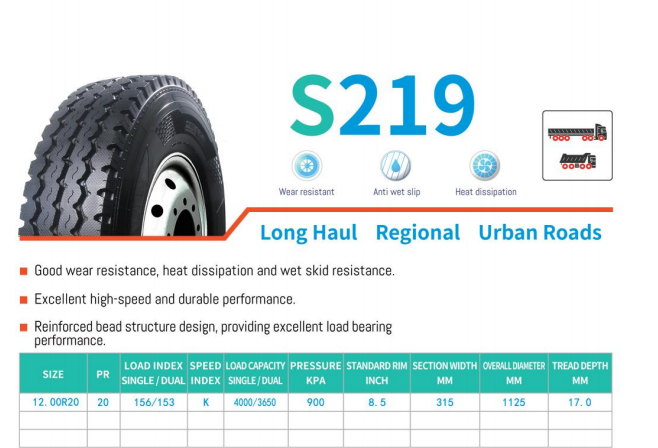 S219
Wear resistant Anti wet slip Heat dissipation
Long Haul Regional Urban Roads
Good wear resistance, heat dissipation and wet skid resistance.
Excellent high-speed and durable performance.
Reinforced bead structure design, providing excellent load bearing
performance.
SIZE PR LOAD INDEX SINGLE / DUAL SPEED INDEX LOAD CAPACITY SINGLE / DUAL PRESSURE KPA STANDARD RIM INCH SECTION WIDTH MM OVERALL DIAMETER MM TREAD DEPTH MM
12.00R20 20 156/153 K 4000/3650 900 8.5 315 1125 17.0